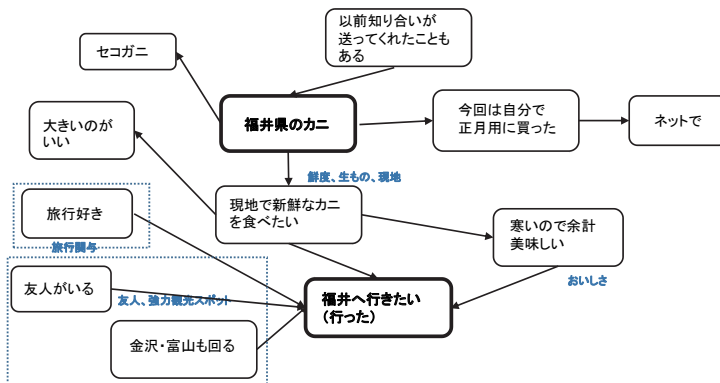 以前知り合いが
送ってくれたことも
ある
セコガニ
福井県のカニ
今回は自分で
正月用に買った
ネットで
大きいのが
いい
鮮度、生もの、現地
現地で新鮮なカニ
を食べたい
旅行好き
旅行関与
寒いので余計
美味しい
おいしさ
友人がいる
友人、強力観光スポット
福井へ行きたい
(行った)
金沢・富山も回る